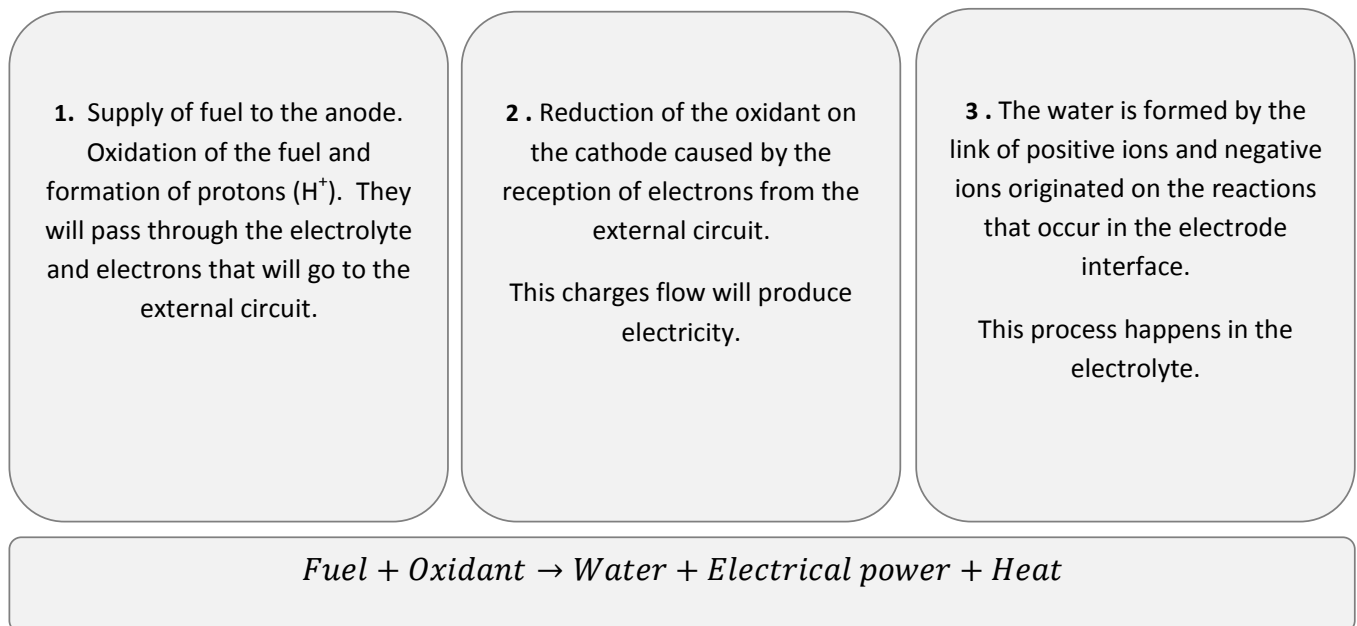 1. Supply of fuel to the anode.
Oxidation of the fuel and
formation of protons (H⁺). They
will pass through the electrolyte
and electrons that will go to the
external circuit.
2 . Reduction of the oxidant on
the cathode caused by the
reception of electrons from the
external circuit.
This charges flow will produce
electricity.
3 . The water is formed by the
link of positive ions and negative
ions originated on the reactions
that occur in the electrode
interface.
This process happens in the
electrolyte.
Fuel + Oxidant → Water + Electrical power + Heat